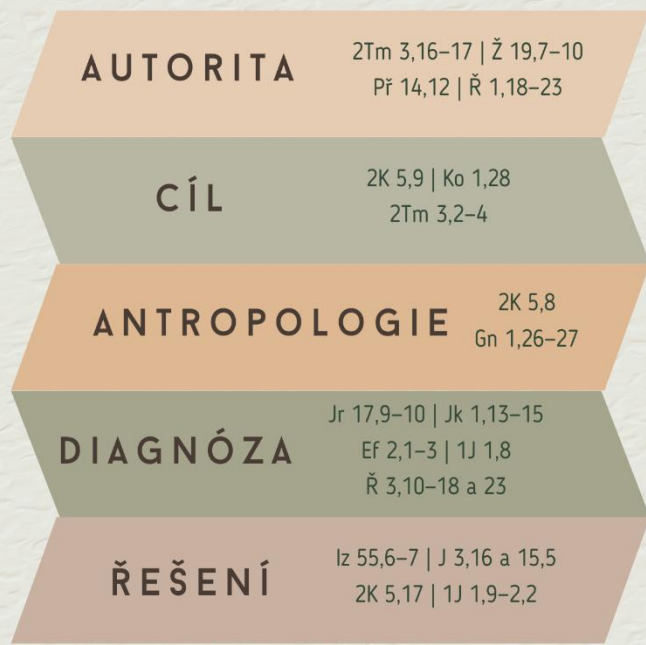 AUTORITA
2Tm 3,16–17 | Ž 19,7–10
Př 14,12 | Ř 1,18–23
CÍL
2K 5,9 | Ko 1,28
2Tm 3,2–4
ANTROPOLOGIE
2K 5,8
Gn 1,26–27
DIAGNÓZA
Jr 17,9–10 | Jk 1,13–15
Ef 2,1–3 | 1J 1,8
Ř 3,10–18 a 23
ŘEŠENÍ
Iz 55,6–7 | J 3,16 a 15,5
2K 5,17 | 1J 1,9–2,2